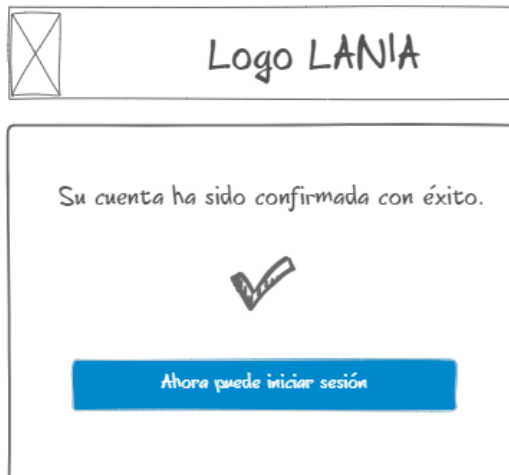 Logo LANIA
Su cuenta ha sido confirmada con éxito.
Ahora puede iniciar sesión